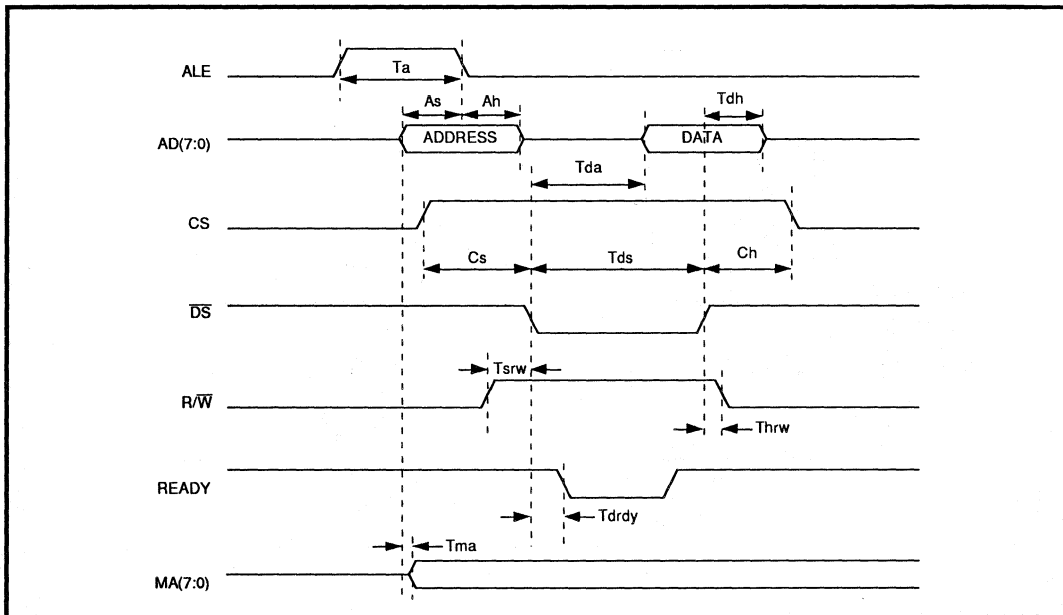 ALE
Ta
As
Ah
Tdh
AD(7:0)
ADDRESS
DATA
Tda
CS
Cs
Tds
Ch
D̅S̅
Tsrw
R/W̅
Thrw
READY
Tdrdy
Tma
MA(7:0)